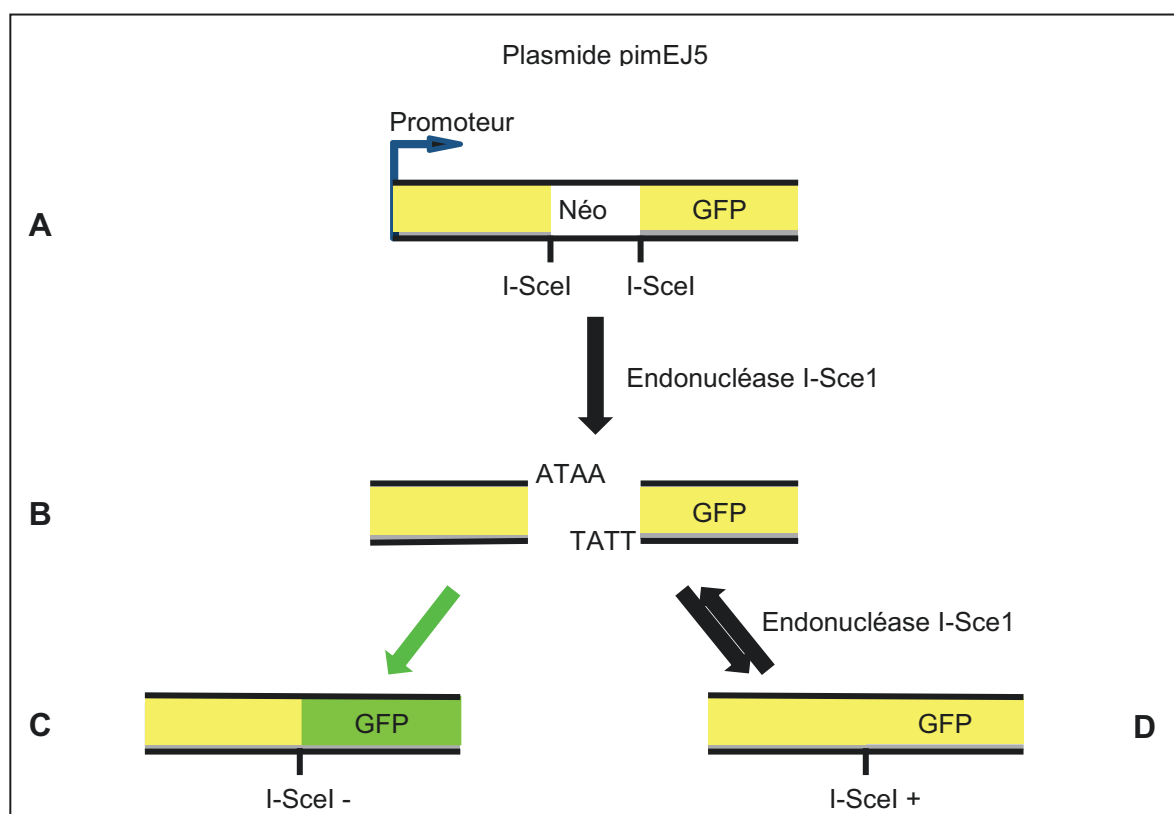 Plasmide pimEJ5
Promoteur
A
Néo
GFP
I-SceI
I-SceI
Endonucléase I-Sce1
ATAA
B
GFP
TATT
Endonucléase I-Sce1
C
GFP
GFP
D
I-SceI -
I-SceI +